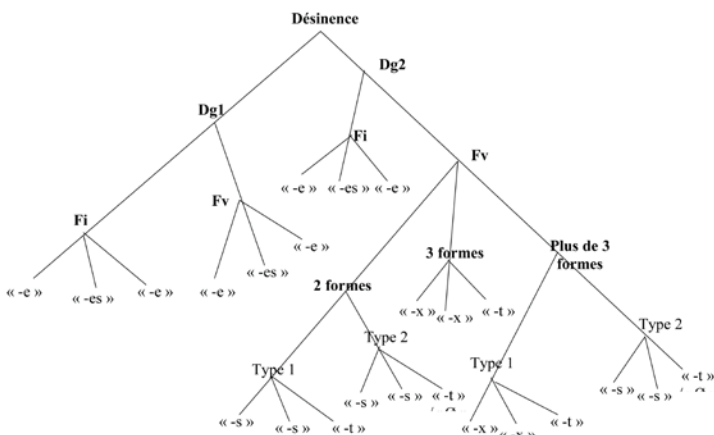 Désinence
Dg2
Dg1
Fi
Fv
« -e » « -es » « -e »
Fi
Fv
« -e »
« -es »
« -e »
« -e » « -es » « -e »
3 formes
Plus de 3
formes
2 formes
« -x » « -x » « -t »
Type 1
Type 2
Type 1
Type 2
« -s » « -s » « -t »
« -s » « -s » « -t »
« -x » « -x » « -t »
« -s » « -s » « -t »